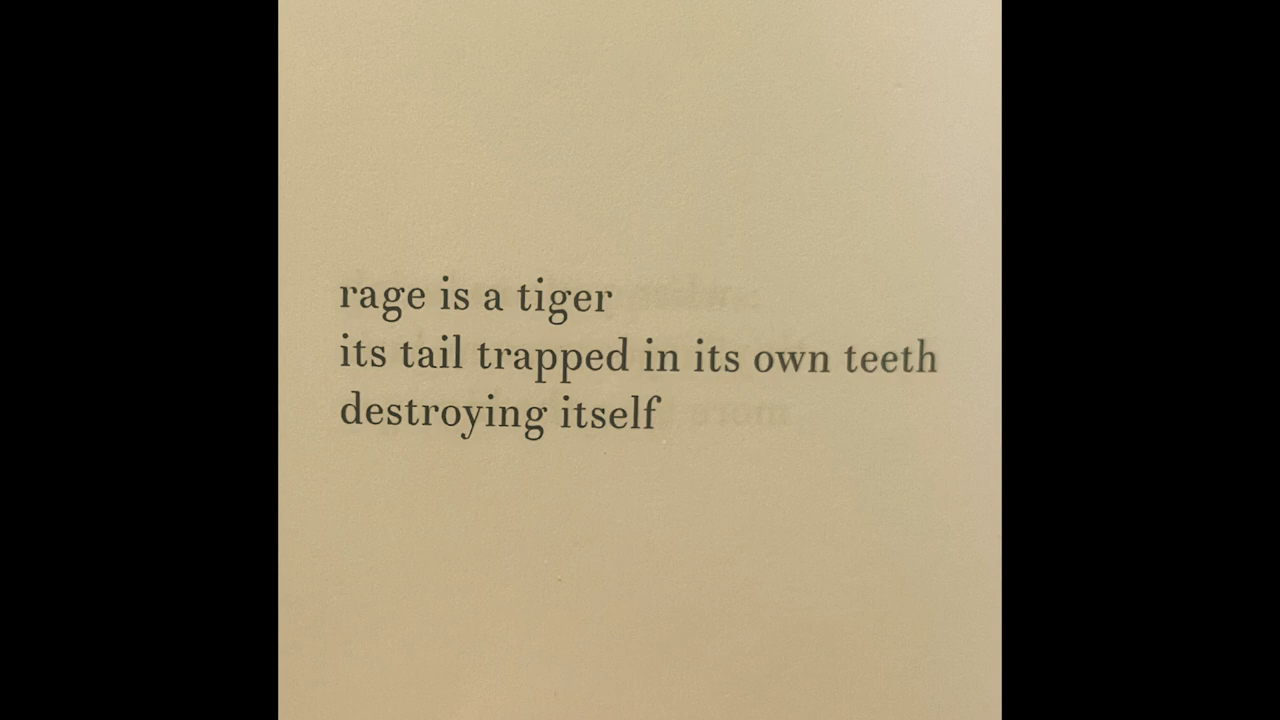 rage is a tiger
its tail trapped in its own teeth
destroying itself